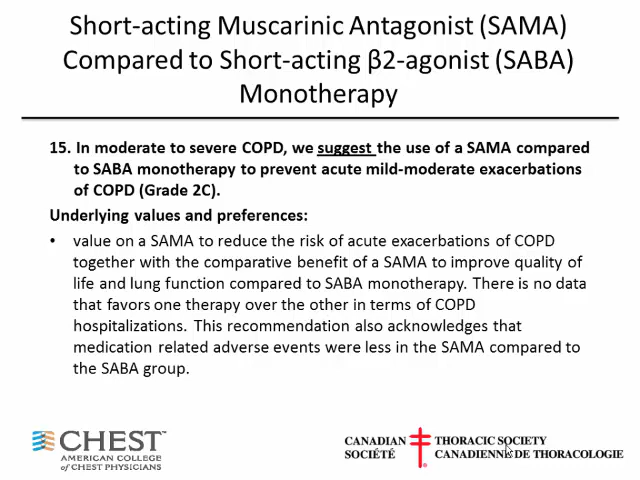 Short-acting Muscarinic Antagonist (SAMA)
Compared to Short-acting β2-agonist (SABA)
Monotherapy
15. In moderate to severe COPD, we suggest the use of a SAMA compared
to SABA monotherapy to prevent acute mild-moderate exacerbations
of COPD (Grade 2C).
Underlying values and preferences:
• value on a SAMA to reduce the risk of acute exacerbations of COPD
together with the comparative benefit of a SAMA to improve quality of
life and lung function compared to SABA monotherapy. There is no data
that favors one therapy over the other in terms of COPD
hospitalizations. This recommendation also acknowledges that
medication related adverse events were less in the SAMA compared to
the SABA group.
CHEST™
AMERICAN COLLEGE
of CHEST PHYSICIANS
CANADIAN THORACIC SOCIETY
SOCIÉTÉ CANADIENNE DE THORACOLOGIE